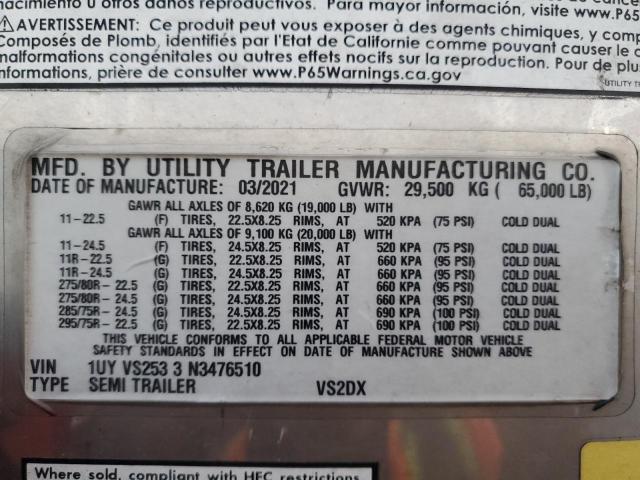 nacimiento u otros daños reproductivos. Para mayor información, visite www.P65
⚠AVERTISSEMENT: Ce produit peut vous exposer à des agents chimiques, y comp
Composés de Plomb, identifiés par l'Etat de Californie comme pouvant causer le c
malformations congénitales ou autres effets nocifs sur la reproduction. Pour de plu
informations, prière de consulter www.P65Warnings.ca.gov
UTILITY TR
MFD. BY UTILITY TRAILER MANUFACTURING CO.
DATE OF MANUFACTURE: 03/2021 GVWR: 29,500 KG ( 65,000 LB)
GAWR ALL AXLES OF 8,620 KG (19,000 LB) WITH
11-22.5 (F) TIRES, 22.5X8.25 RIMS, AT 520 KPA (75 PSI) COLD DUAL
GAWR ALL AXLES OF 9,100 KG (20,000 LB) WITH
11-24.5 (F) TIRES, 24.5X8.25 RIMS, AT 520 KPA (75 PSI) COLD DUAL
11R-22.5 (G) TIRES, 22.5X8.25 RIMS, AT 660 KPA (95 PSI) COLD DUAL
11R-24.5 (G) TIRES, 24.5X8.25 RIMS, AT 660 KPA (95 PSI) COLD DUAL
275/80R- 22.5 (G) TIRES, 22.5X8.25 RIMS, AT 660 KPA (95 PSI) COLD DUAL
275/80R- 24.5 (G) TIRES, 24.5X8.25 RIMS, AT 660 KPA (95 PSI) COLD DUAL
285/75R- 24.5 (G) TIRES, 24.5X8.25 RIMS, AT 690 KPA (100 PSI) COLD DUAL
295/75R- 22.5 (G) TIRES, 22.5X8.25 RIMS, AT 690 KPA (100 PSI) COLD DUAL
THIS VEHICLE CONFORMS TO ALL APPLICABLE FEDERAL MOTOR VEHICLE
SAFETY STANDARDS IN EFFECT ON DATE OF MANUFACTURE SHOWN ABOVE
VIN 1UY VS253 3 N3476510
TYPE SEMI TRAILER VS2DX
Where sold, compliant with HFC restrictions